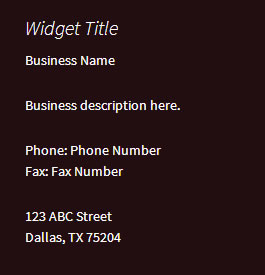 Widget Title
Business Name
Business description here.
Phone: Phone Number
Fax: Fax Number
123 ABC Street
Dallas, TX 75204